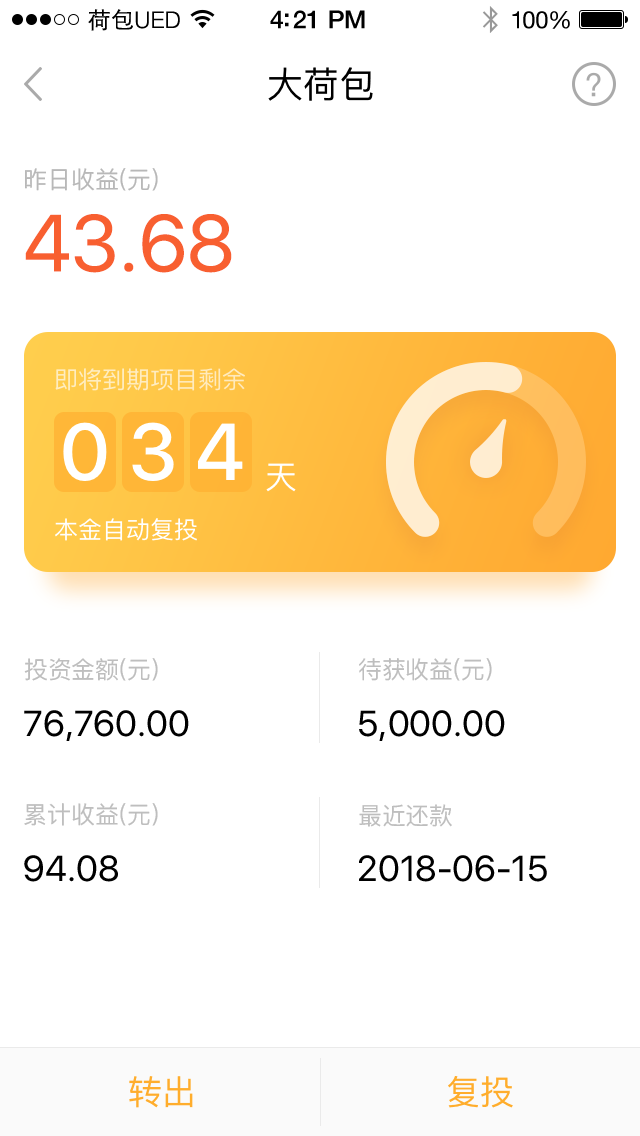 荷包UED 4:21 PM 100%
大荷包 ?
昨日收益(元)
43.68
即将到期项目剩余
034 天
本金自动复投
投资金额(元) 待获收益(元)
76,760.00 5,000.00
累计收益(元) 最近还款
94.08 2018-06-15
转出 复投